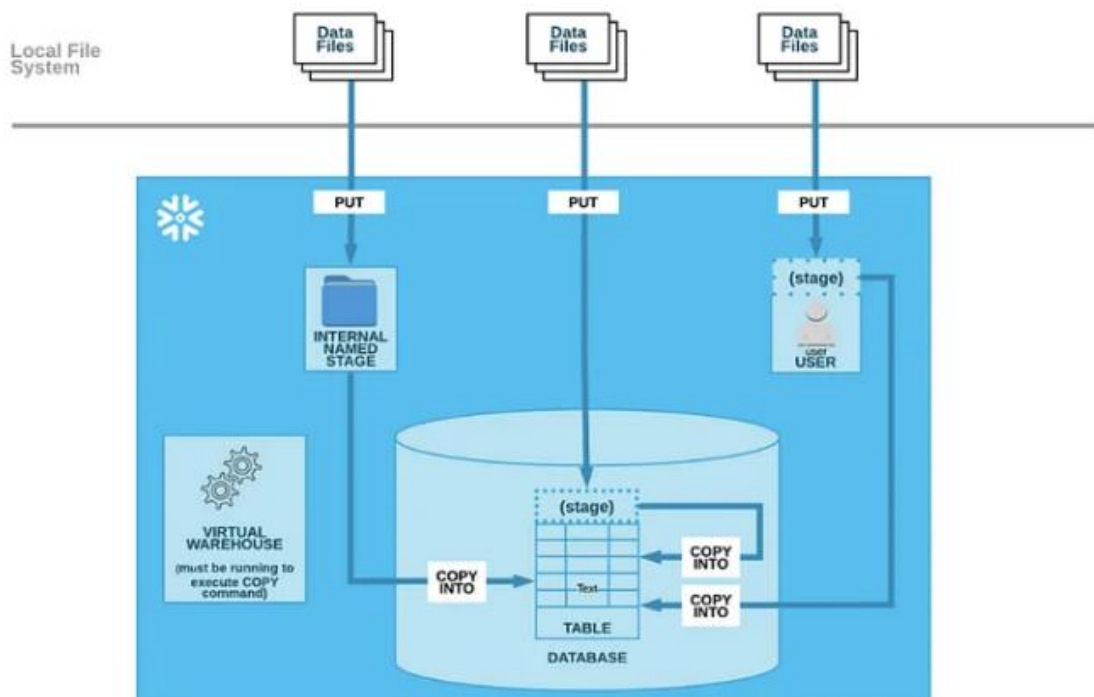 Local File
System
Data
Files
Data
Files
Data
Files
PUT
PUT
PUT
INTERNAL
NAMED
STAGE
(stage)
user
USER
VIRTUAL
WAREHOUSE
(must be running to
execute COPY
command)
(stage)
Text
TABLE
DATABASE
COPY
INTO
COPY
INTO
COPY
INTO